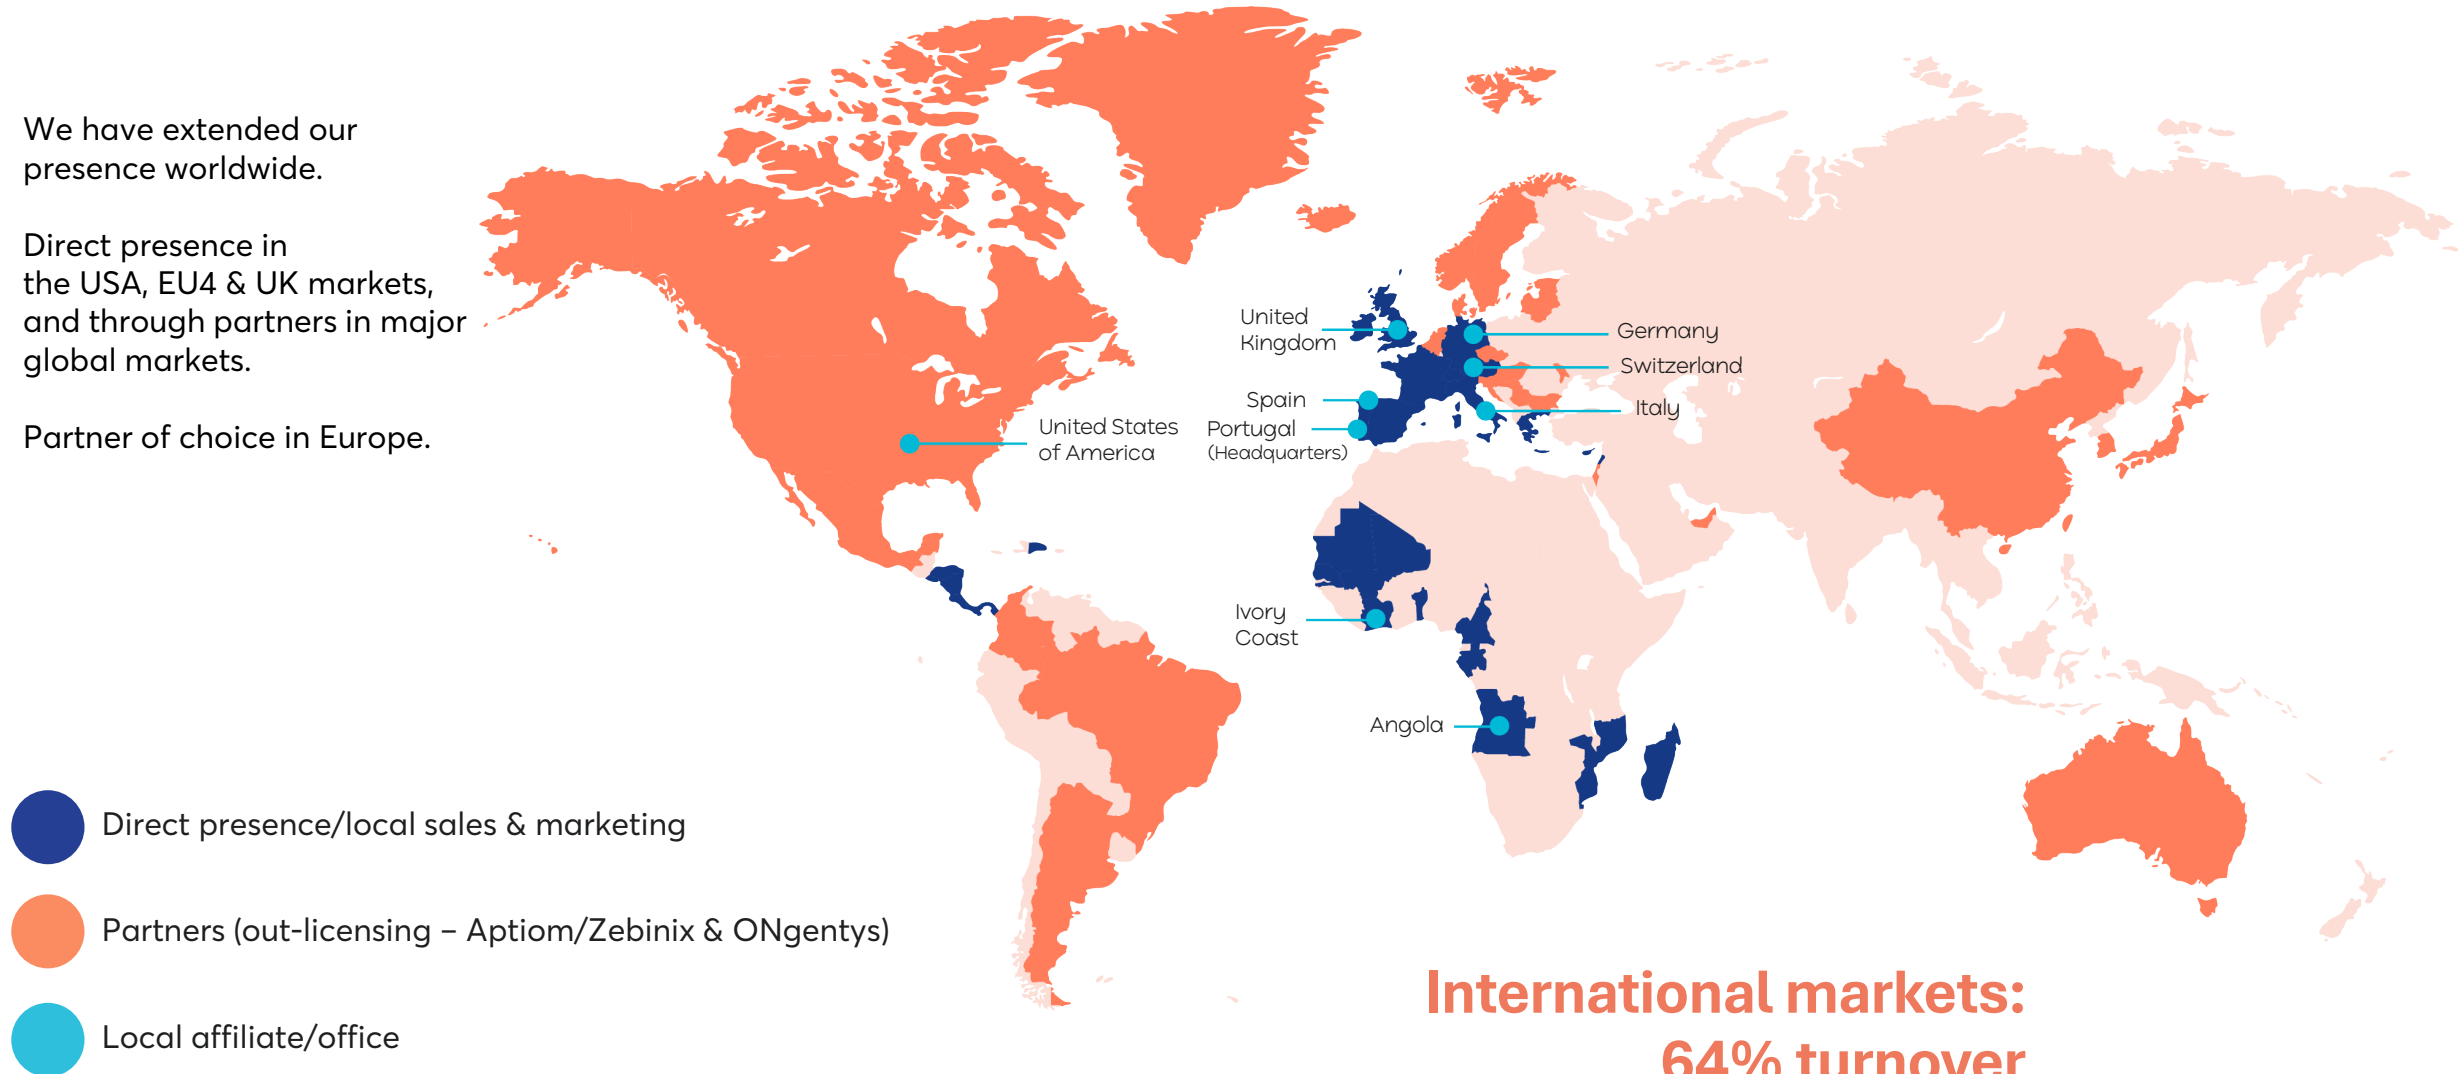 We have extended our
presence worldwide.
Direct presence in
the USA, EU4 & UK markets,
and through partners in major
global markets.
Partner of choice in Europe.
United
Kingdom
Germany
Switzerland
Spain
Italy
Portugal
(Headquarters)
United States
of America
Ivory
Coast
Angola
Direct presence/local sales & marketing
Partners (out-licensing – Aptiom/Zebinix & ONgentys)
Local affiliate/office
International markets:
64% turnover